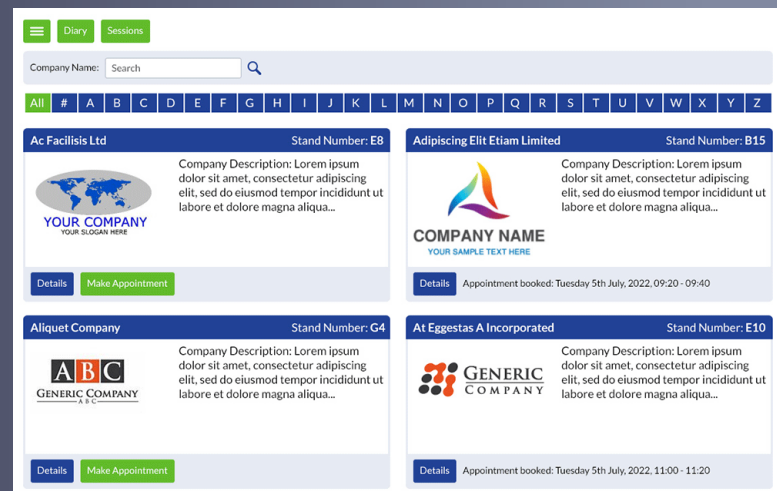 Diary Sessions
Company Name: Search
All # A B C D E F G H I J K L M N O P Q R S T U V W X Y Z
Ac Facilisis Ltd Stand Number: E8
Company Description: Lorem ipsum
dolor sit amet, consectetur adipiscing
elit, sed do eiusmod tempor incididunt ut
labore et dolore magna aliqua...
YOUR COMPANY
YOUR SLOGAN HERE
Details Make Appointment
Adipiscing Elit Etiam Limited Stand Number: B15
Company Description: Lorem ipsum
dolor sit amet, consectetur adipiscing
elit, sed do eiusmod tempor incididunt ut
labore et dolore magna aliqua...
COMPANY NAME
YOUR SAMPLE TEXT HERE
Details Appointment booked: Tuesday 5th July, 2022, 09:20 - 09:40
Aliquet Company Stand Number: G4
Company Description: Lorem ipsum
dolor sit amet, consectetur adipiscing
elit, sed do eiusmod tempor incididunt ut
labore et dolore magna aliqua...
ABC
GENERIC COMPANY
ABC
Details Make Appointment
At Eggestas A Incorporated Stand Number: E10
Company Description: Lorem ipsum
dolor sit amet, consectetur adipiscing
elit, sed do eiusmod tempor incididunt ut
labore et dolore magna aliqua...
GENERIC
COMPANY
Details Appointment booked: Tuesday 5th July, 2022, 11:00 - 11:20